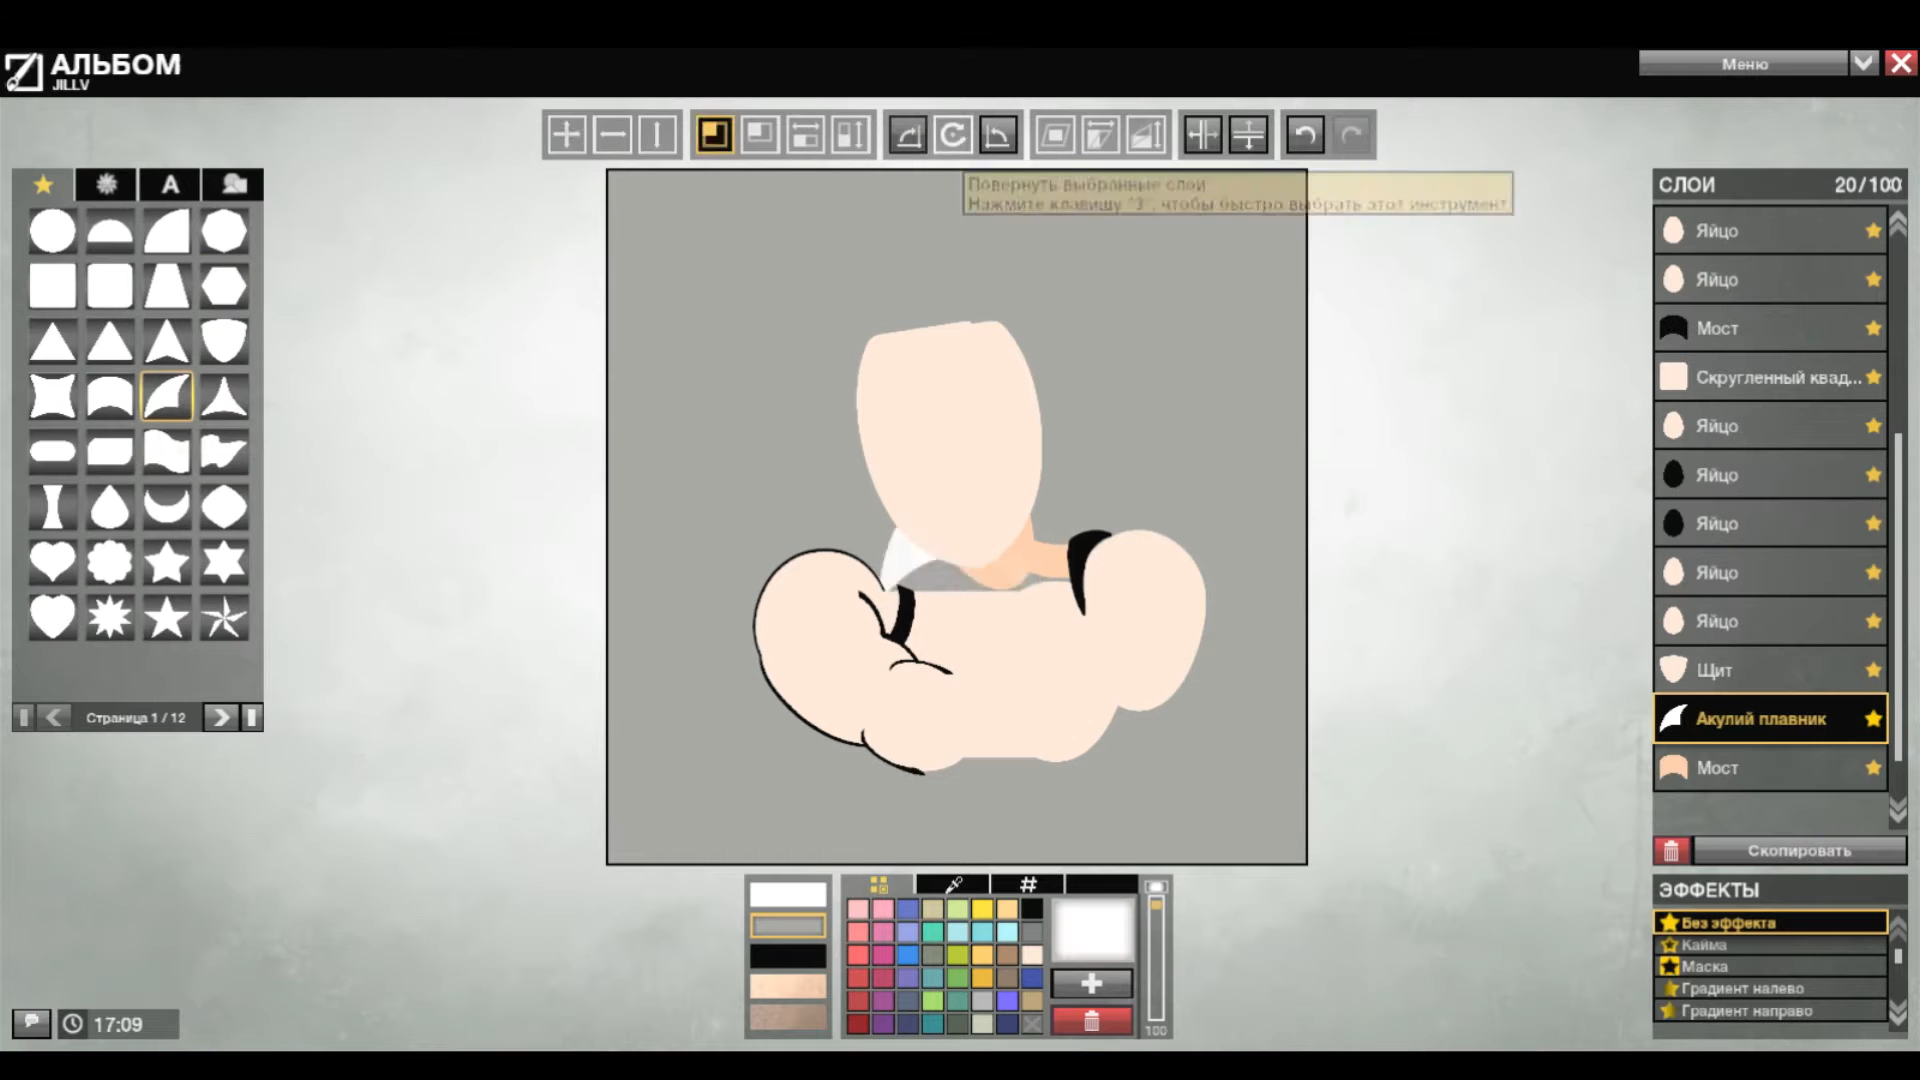 АЛЬБОМ
JILLV
Меню
Повернуть выбранные слои
Нажмите клавишу "3", чтобы быстро выбрать этот инструмент
A
Страница 1 / 12
СЛОИ 20/100
Яйцо
Яйцо
Мост
Скругленный квад...
Яйцо
Яйцо
Яйцо
Яйцо
Яйцо
Щит
Акулий плавник
Мост
Скопировать
ЭФФЕКТЫ
Без эффекта
Кайма
Маска
Градиент налево
Градиент направо
#
100
17:09